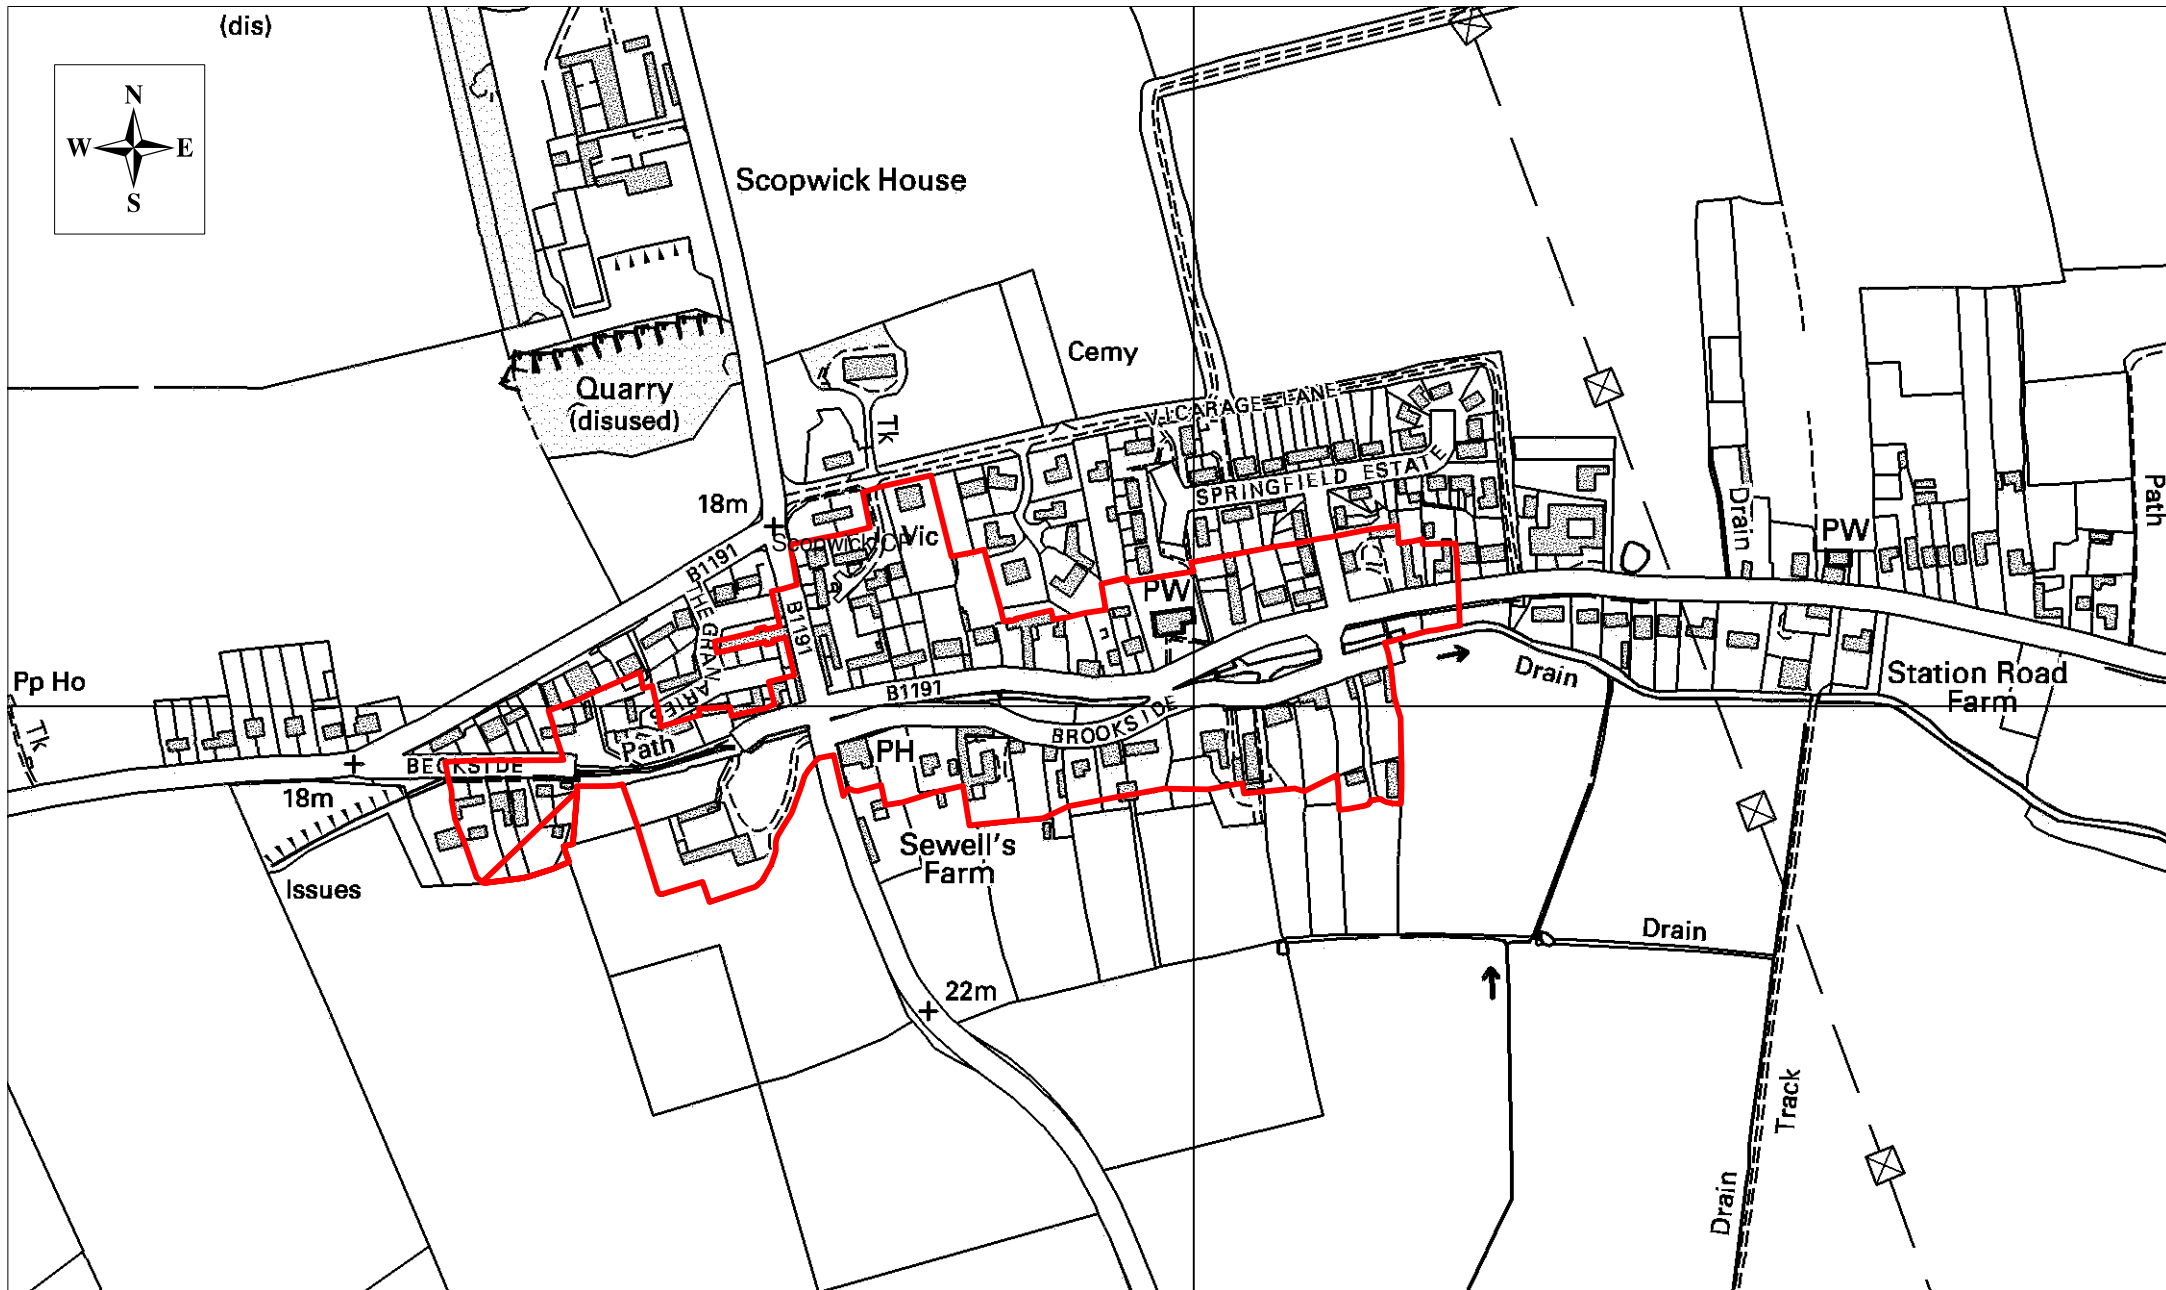 (dis)
N
W E
S
Scopwick House
Cemy
Quarry
(disused)
Tk
VICARAGE LANE
SPRINGFIELD ESTATE
18m
Scopwick CP
Vic
B1191
THE GRANARIES
B1191
PW
Drain
PW
Path
Pp Ho
Tk
B1191
Drain
Station Road
Farm
BROOKSIDE
Path
PH
BECKSIDE
18m
Sewell's
Farm
Issues
Drain
22m
Track
Drain